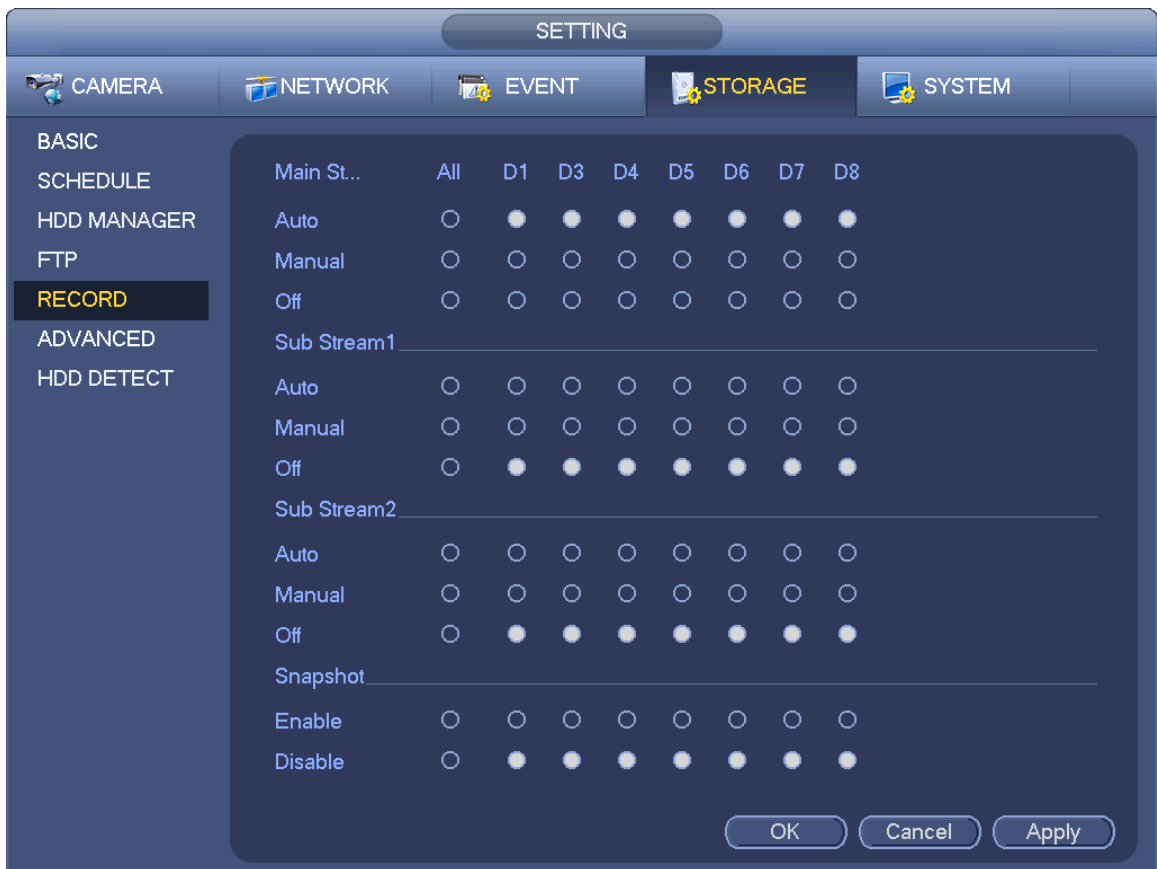 SETTING
CAMERA NETWORK EVENT STORAGE SYSTEM
BASIC
SCHEDULE
HDD MANAGER
FTP
RECORD
ADVANCED
HDD DETECT
Main St... All D1 D3 D4 D5 D6 D7 D8
Auto
Manual
Off
Sub Stream1
Auto
Manual
Off
Sub Stream2
Auto
Manual
Off
Snapshot
Enable
Disable
OK Cancel Apply